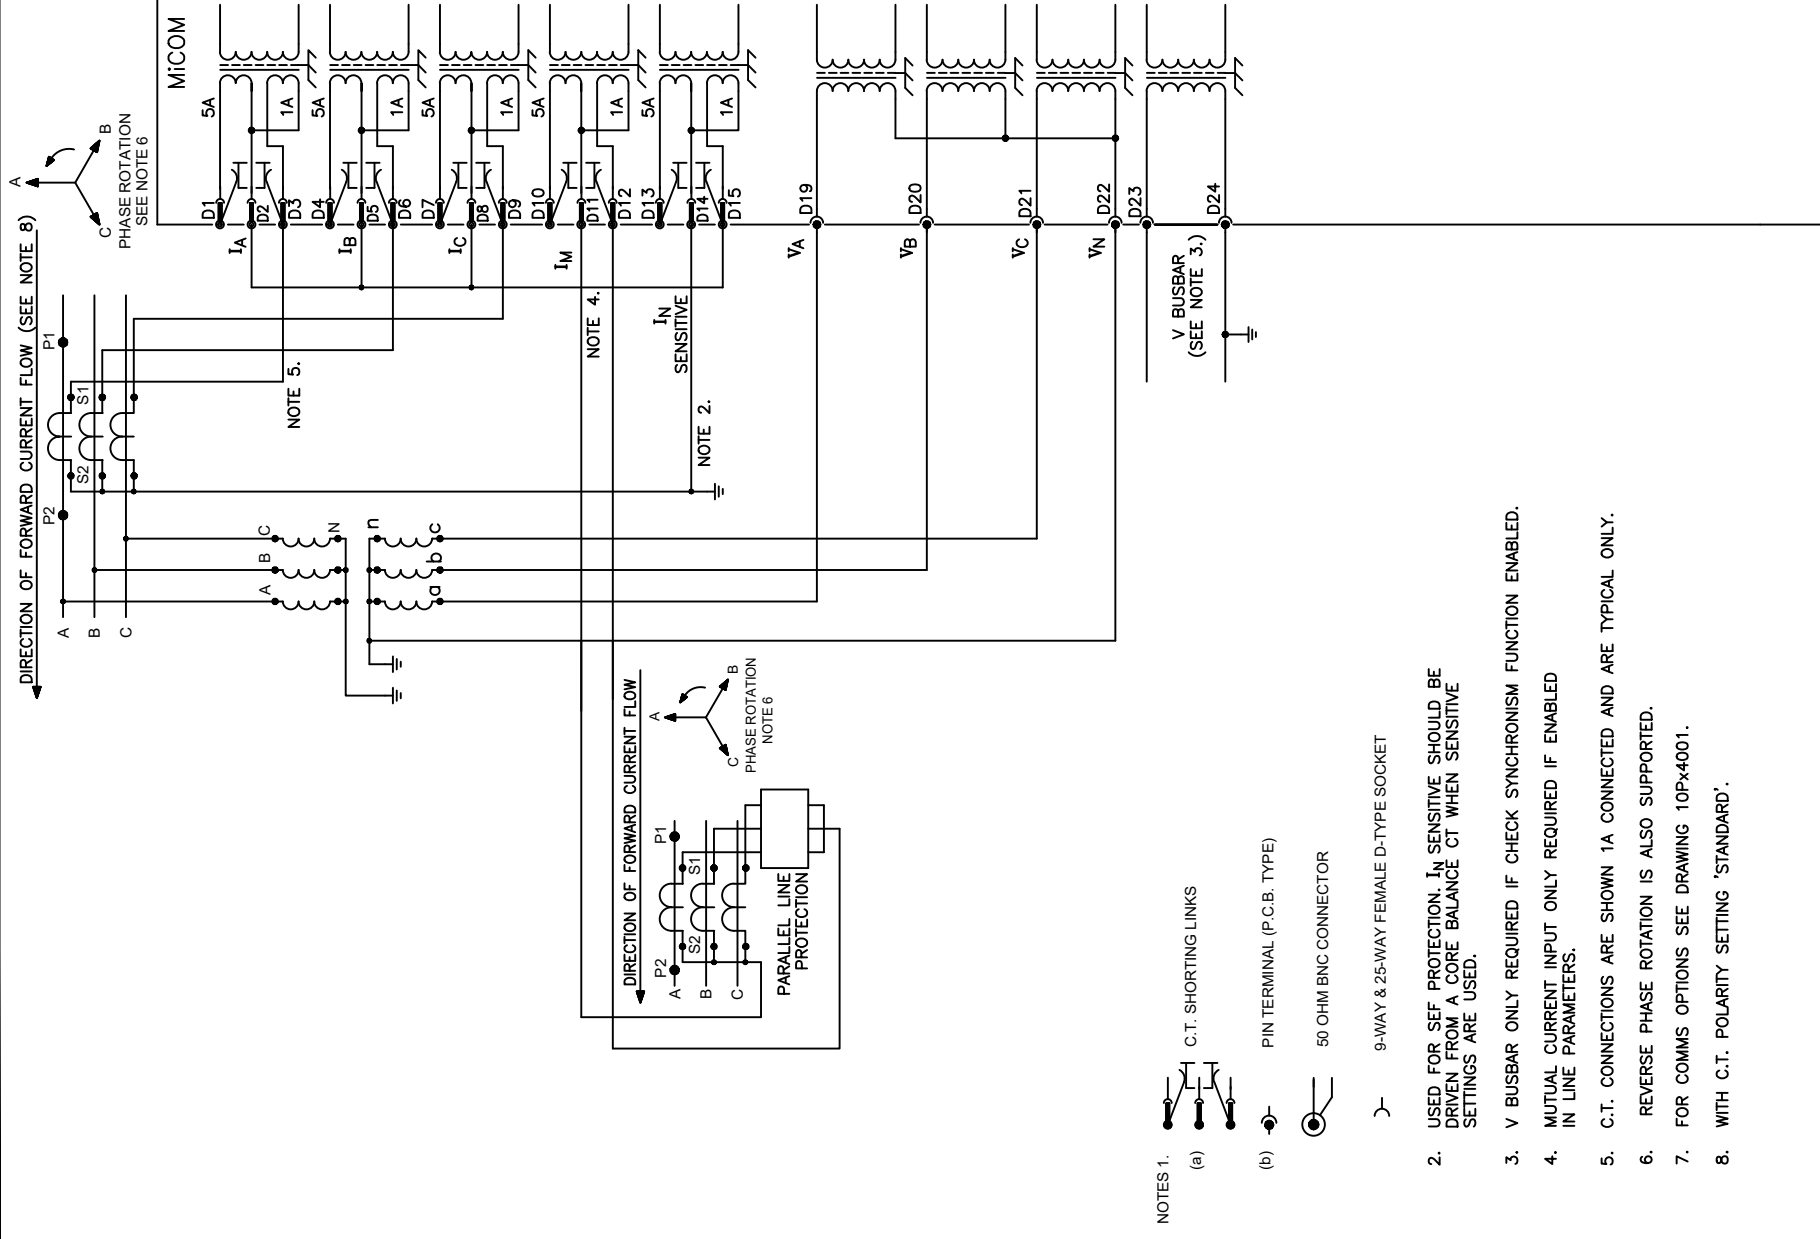 DIRECTION OF FORWARD CURRENT FLOW (SEE NOTE 8)
A
B
C
PHASE ROTATION
SEE NOTE 6
MiCOM
5A
1A
5A
1A
5A
1A
5A
1A
5A
1A
D1
D2
D3
D4
D5
D6
D7
D8
D9
D10
D11
D12
D13
D14
D15
D19
D20
D21
D22
D23
D24
IA
IB
IC
IM
VA
VB
VC
VN
V BUSBAR
(SEE NOTE 3.)
P1
S1
S2
P2
NOTE 5.
NOTE 4.
IN
SENSITIVE
NOTE 2.
A
B
C
A
B
C
N
n
a
b
c
DIRECTION OF FORWARD CURRENT FLOW
A
B
C
PHASE ROTATION
NOTE 6
P1
S1
S2
P2
A
B
C
PARALLEL LINE
PROTECTION
NOTES 1.
(a)
C.T. SHORTING LINKS
(b)
PIN TERMINAL (P.C.B. TYPE)
50 OHM BNC CONNECTOR
9-WAY & 25-WAY FEMALE D-TYPE SOCKET
2. USED FOR SEF PROTECTION. IN SENSITIVE SHOULD BE
DRIVEN FROM A CORE BALANCE CT WHEN SENSITIVE
SETTINGS ARE USED.
3. V BUSBAR ONLY REQUIRED IF CHECK SYNCHRONISM FUNCTION ENABLED.
4. MUTUAL CURRENT INPUT ONLY REQUIRED IF ENABLED
IN LINE PARAMETERS.
5. C.T. CONNECTIONS ARE SHOWN 1A CONNECTED AND ARE TYPICAL ONLY.
6. REVERSE PHASE ROTATION IS ALSO SUPPORTED.
7. FOR COMMS OPTIONS SEE DRAWING 10Px4001.
8. WITH C.T. POLARITY SETTING 'STANDARD'.